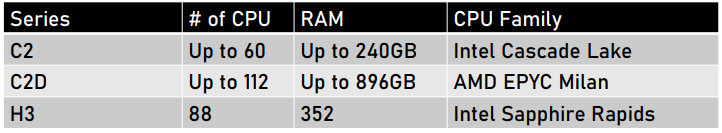 Series # of CPU RAM CPU Family
C2 Up to 60 Up to 240GB Intel Cascade Lake
C2D Up to 112 Up to 896GB AMD EPYC Milan
H3 88 352 Intel Sapphire Rapids